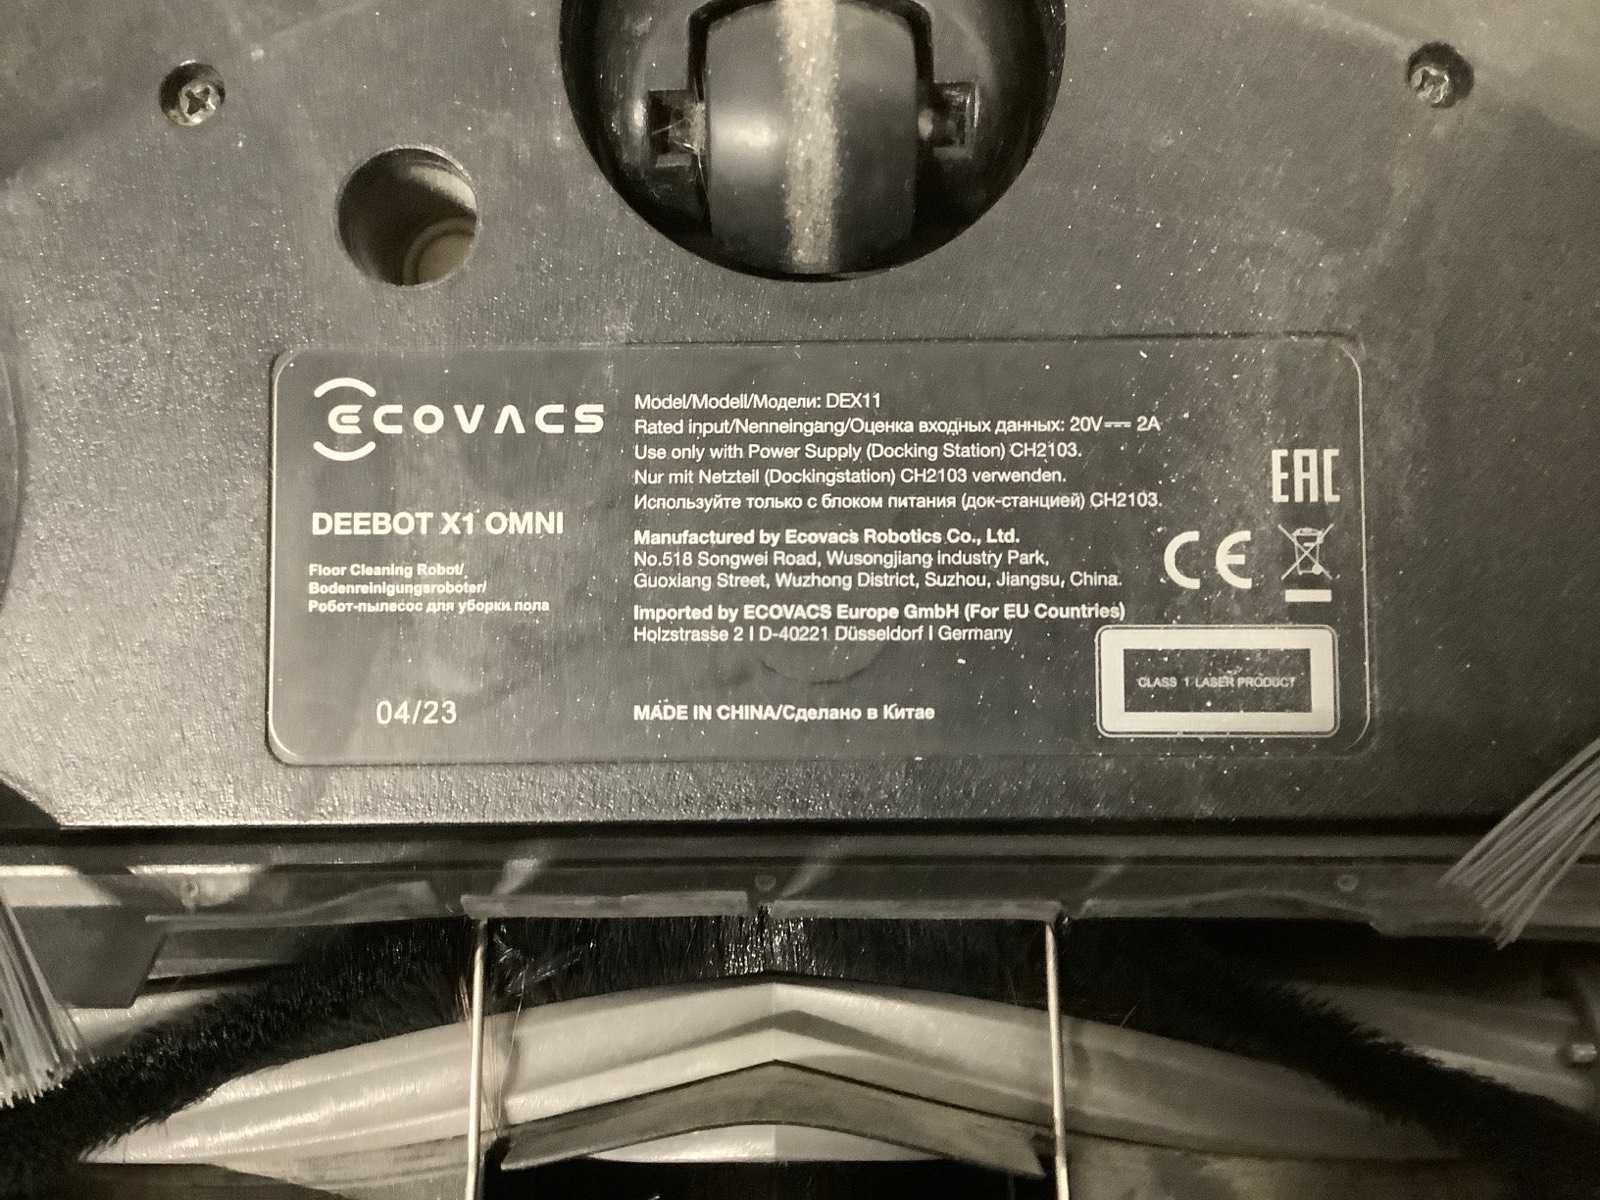 ECOVACS
DEEBOT X1 OMNI
Floor Cleaning Robot/
Bodenreinigungsroboter/
Робот-пылесос для уборки пола
04/23
Model/Modell/Модели: DEX11
Rated input/Nenneingang/Оценка входных данных: 20V⎓ 2A
Use only with Power Supply (Docking Station) CH2103.
Nur mit Netzteil (Dockingstation) CH2103 verwenden.
Используйте только с блоком питания (док-станцией) CH2103.
Manufactured by Ecovacs Robotics Co., Ltd.
No.518 Songwei Road, Wusongjiang Industry Park,
Guoxiang Street, Wuzhong District, Suzhou, Jiangsu, China.
Imported by ECOVACS Europe GmbH (For EU Countries)
Holzstrasse 2 I D-40221 Düsseldorf I Germany
MADE IN CHINA/Сделано в Китае
EAC
CE
CLASS 1 LASER PRODUCT